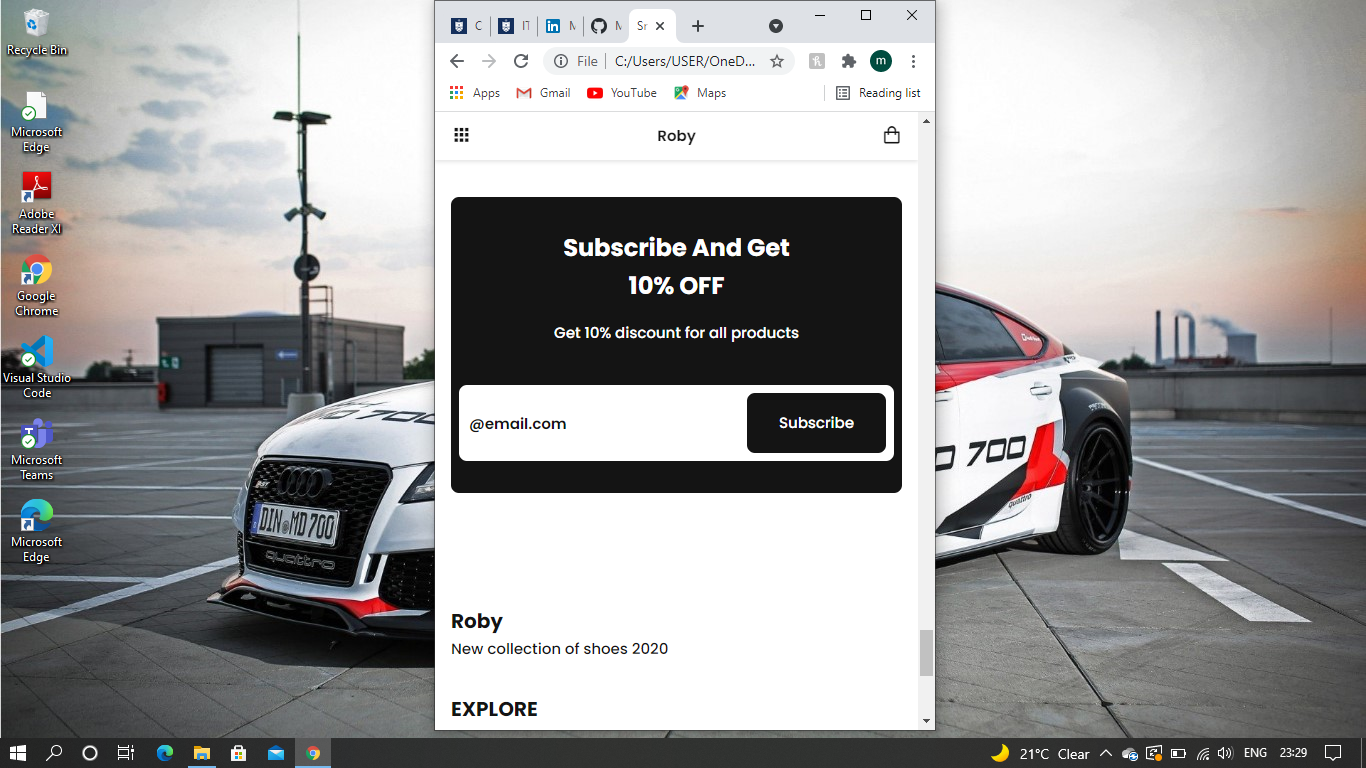 Recycle Bin
Microsoft
Edge
Adobe
Reader XI
Google
Chrome
Visual Studio
Code
Microsoft
Teams
Microsoft
Edge
C
IT
M
M
Sr
File
C:/Users/USER/OneD...
m
Apps
Gmail
YouTube
Maps
Reading list
Roby
Subscribe And Get
10% OFF
Get 10% discount for all products
@email.com
Subscribe
Roby
New collection of shoes 2020
EXPLORE
DIN MD 700
quattro
700
quattro
21°C Clear
ENG
23:29